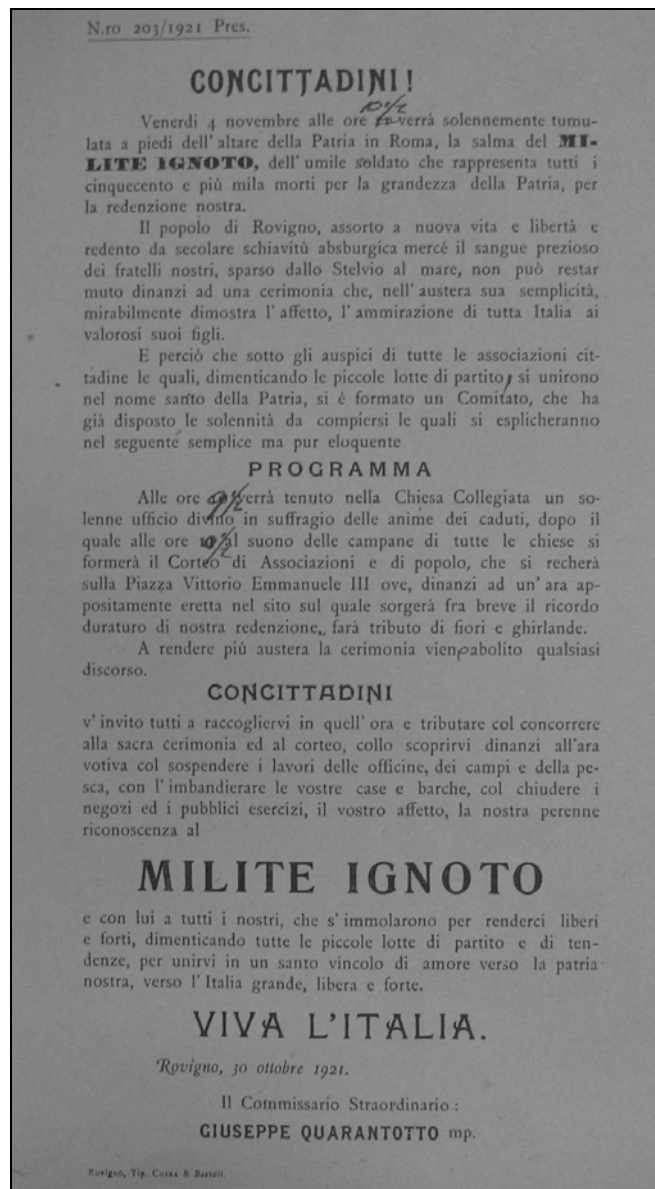 N.ro 203/1921 Pres.
CONCITTADINI!
10 1/2
Venerdi 4 novembre alle ore verrà solennemente tumu-
lata a piedi dell' altare della Patria in Roma, la salma del MI-
LITE IGNOTO, dell' umile soldato che rappresenta tutti i
cinquecento e più mila morti per la grandezza della Patria, per
la redenzione nostra.
Il popolo di Rovigno, assorto a nuova vita e libertà e
redento da secolare schiavitù absburgica mercé il sangue prezioso
dei fratelli nostri, sparso dallo Stelvio al mare, non può restar
muto dinanzi ad una cerimonia che, nell' austera sua semplicità,
mirabilmente dimostra l' affetto, l' ammirazione di tutta Italia ai
valorosi suoi figli.
E perciò che sotto gli auspici di tutte le associazioni cit-
tadine le quali, dimenticando le piccole lotte di partito, si unirono
nel nome santo della Patria, si é formato un Comitato, che ha
già disposto le solennità da compiersi le quali si esplicheranno
nel seguente semplice ma pur eloquente
PROGRAMMA
Alle ore 9 1/2 verrà tenuto nella Chiesa Collegiata un so-
lenne ufficio divino in suffragio delle anime dei caduti, dopo il
quale alle ore al suono delle campane di tutte le chiese si
formerà il Corteo di Associazioni e di popolo, che si recherà
sulla Piazza Vittorio Emmanuele III ove, dinanzi ad un' ara ap-
positamente eretta nel sito sul quale sorgerà fra breve il ricordo
duraturo di nostra redenzione, farà tributo di fiori e ghirlande.
A rendere più austera la cerimonia vien abolito qualsiasi
discorso.
CONCITTADINI
v' invito tutti a raccogliervi in quell' ora e tributare col concorrere
alla sacra cerimonia ed al corteo, collo scoprirvi dinanzi all'ara
votiva col sospendere i lavori delle officine, dei campi e della pe-
sca, con l' imbandierare le vostre case e barche, col chiudere i
negozi ed i pubblici esercizi, il vostro affetto, la nostra perenne
riconoscenza al
MILITE IGNOTO
e con lui a tutti i nostri, che s' immolarono per renderci liberi
e forti, dimenticando tutte le piccole lotte di partito e di ten-
denze, per unirvi in un santo vincolo di amore verso la patria
nostra, verso l' Italia grande, libera e forte.
VIVA L'ITALIA.
Rovigno, 30 ottobre 1921.
Il Commissario Straordinario :
GIUSEPPE QUARANTOTTO mp.
Rovigno, Tip. & Bartoli.